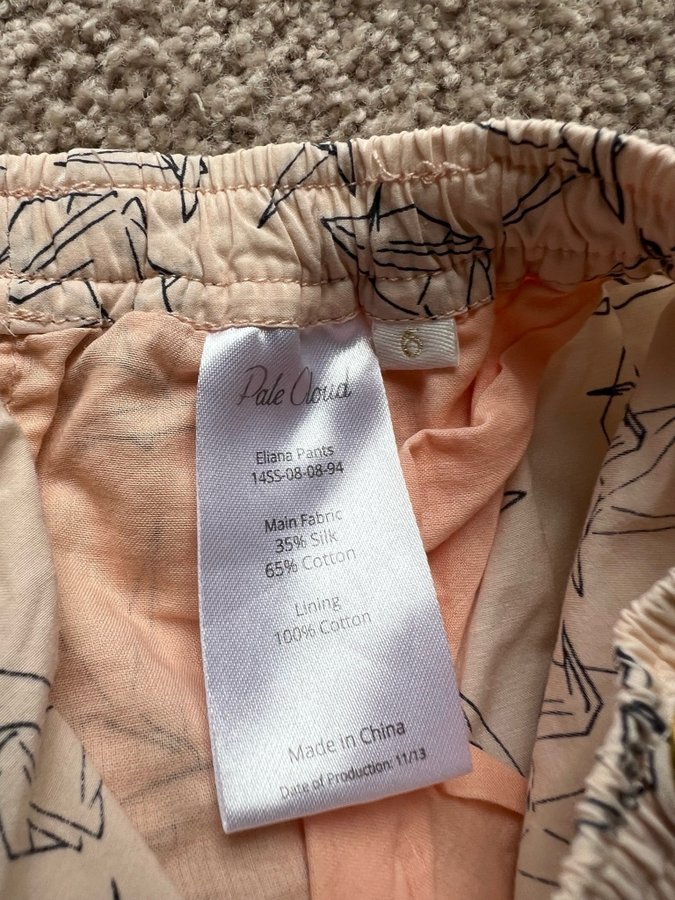 Pale Cloud
6
Eliana Pants
14SS-08-08-94
Main Fabric
35% Silk
65% Cotton
Lining
100% Cotton
Made in China
Date of Production: 11/13